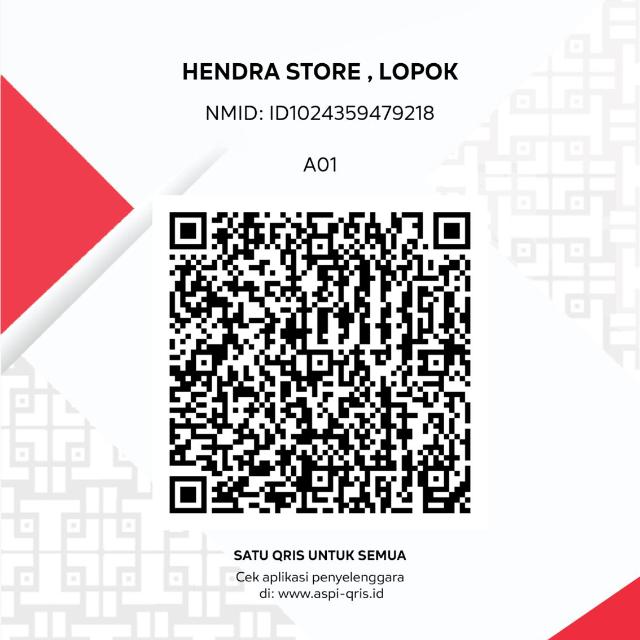 HENDRA STORE , LOPOK
NMID: ID1024359479218
A01
SATU QRIS UNTUK SEMUA
Cek aplikasi penyelenggara
di: www.aspi-qris.id